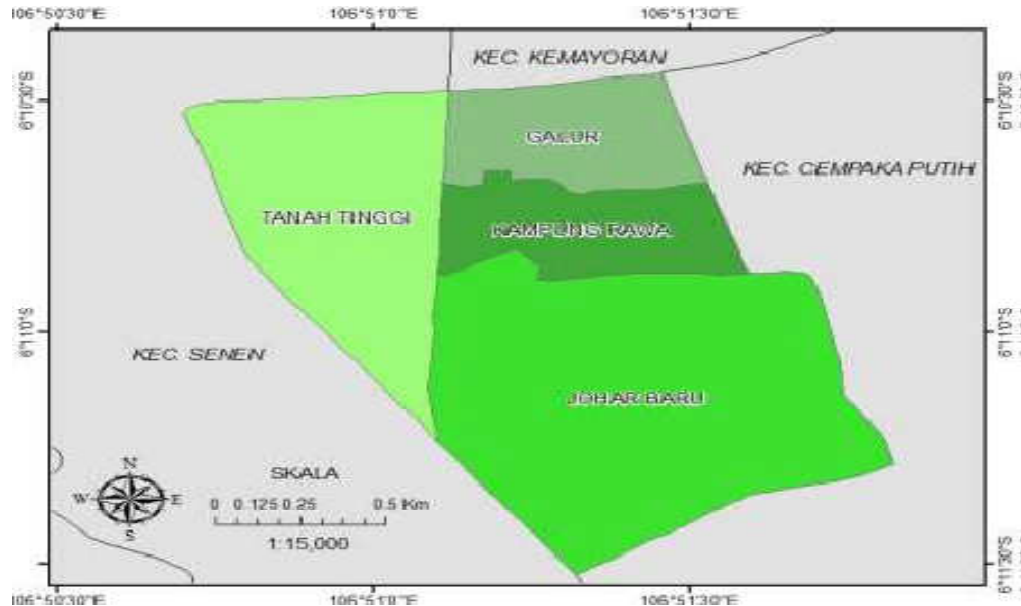 106°50'30"E 106°51'0"E 106°51'30"E
KEC. KEMAYORAN
6°10'30"S 6°10'30"S
GALUR
KEC. CEMPAKA PUTIH
TANAH TINGGI
KAMPUNG RAWA
6°11'0"S 6°11'0"S
KEC. SENEN
JOHAR BARU
N
W E
S
SKALA
0 0.125 0.25 0.5 Km
1:15,000
6°11'30"S
106°50'30"E 106°51'0"E 106°51'30"E